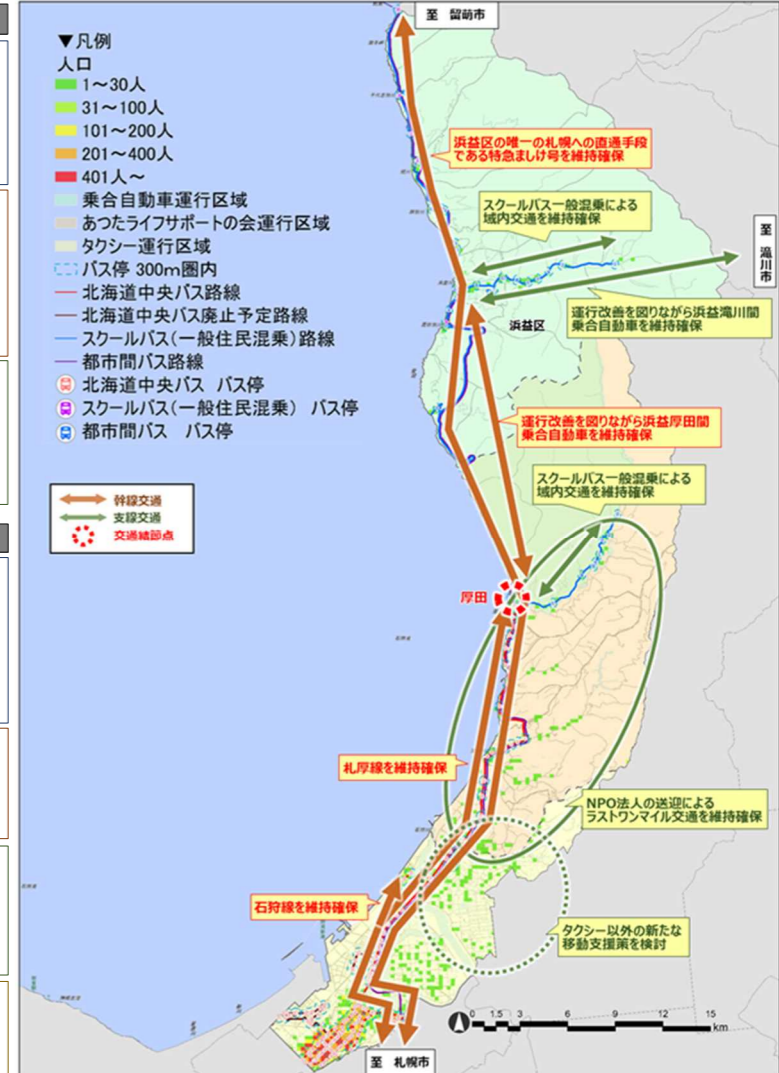 至 留萌市
▼凡例
人口
1～30人
31～100人
101～200人
201～400人
401人～
乗合自動車運行区域
あつたライフサポートの会運行区域
タクシー運行区域
バス停 300m圏内
北海道中央バス路線
北海道中央バス廃止予定路線
スクールバス(一般住民混乗)路線
都市間バス路線
北海道中央バス バス停
スクールバス(一般住民混乗) バス停
都市間バス バス停
幹線交通
支線交通
交通結節点
浜益区の唯一の札幌への直通手段
である特急ましけ号を維持確保
スクールバス一般混乗による
域内交通を維持確保
至 滝川市
運行改善を図りながら浜益滝川間
乗合自動車を維持確保
浜益区
運行改善を図りながら浜益厚田間
乗合自動車を維持確保
スクールバス一般混乗による
域内交通を維持確保
厚田
札厚線を維持確保
NPO法人の送迎による
ラストワンマイル交通を維持確保
石狩線を維持確保
タクシー以外の新たな
移動支援策を検討
0 1.5 3 6 9 12 15
km
至 札幌市